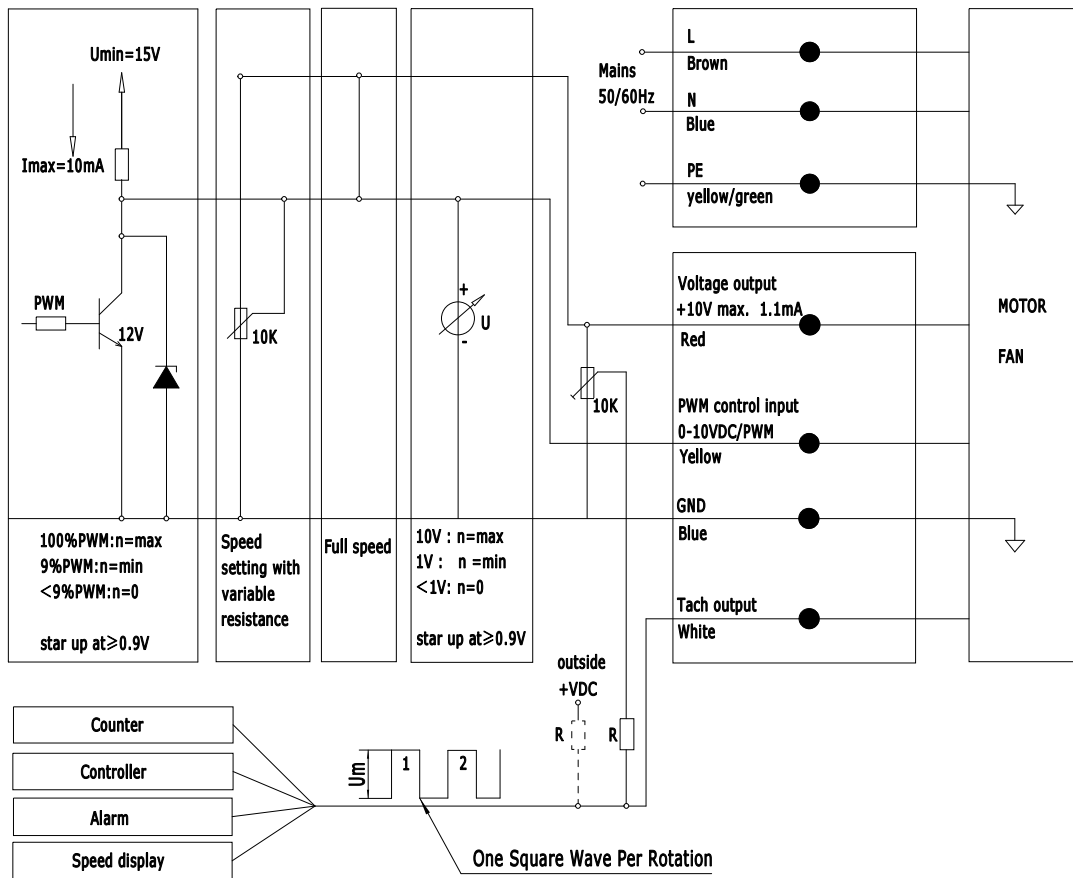 Umin=15V
Imax=10mA
PWM
12V
100%PWM:n=max
9%PWM:n=min
<9%PWM:n=0
star up at≥0.9V
10K
Speed
setting with
variable
resistance
Full speed
+
U
-
10V : n=max
1V : n =min
<1V: n=0
star up at≥0.9V
10K
Mains
50/60Hz
L
Brown
N
Blue
PE
yellow/green
Voltage output
+10V max. 1.1mA
Red
PWM control input
0-10VDC/PWM
Yellow
GND
Blue
Tach output
White
MOTOR
FAN
outside
+VDC
R
R
Counter
Controller
Alarm
Speed display
Um
1
2
One Square Wave Per Rotation